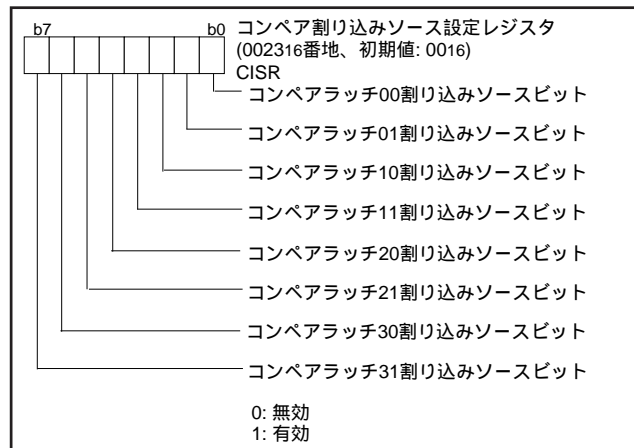 b7 b0 コンペア割り込みソース設定レジスタ
(002316番地、初期値: 0016)
CISR
コンペアラッチ00割り込みソースビット
コンペアラッチ01割り込みソースビット
コンペアラッチ10割り込みソースビット
コンペアラッチ11割り込みソースビット
コンペアラッチ20割り込みソースビット
コンペアラッチ21割り込みソースビット
コンペアラッチ30割り込みソースビット
コンペアラッチ31割り込みソースビット
0: 無効
1: 有効